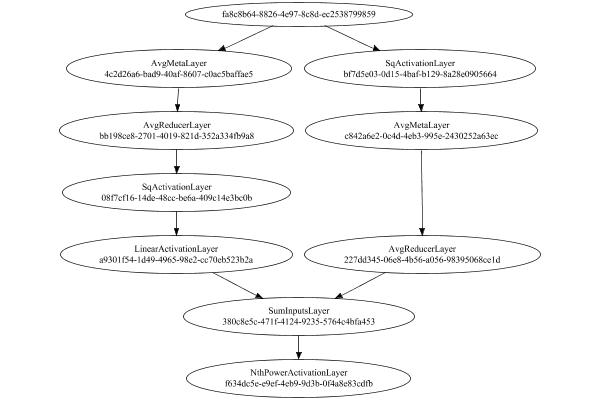 fa8c8b64-8826-4e97-8c8d-ec2538799859
AvgMetaLayer
4c2d26a6-bad9-40af-8607-c0ac5baffae5
SqActivationLayer
bf7d5e03-0d15-4baf-b129-8a28e0905664
AvgReducerLayer
bb198ce8-2701-4019-821d-352a334fb9a8
AvgMetaLayer
c842a6e2-0c4d-4eb3-995e-2430252a63ec
SqActivationLayer
08f7cf16-14de-48cc-be6a-409c14e3bc0b
LinearActivationLayer
a9301f54-1d49-4965-98e2-cc70eb523b2a
AvgReducerLayer
227dd345-06e8-4b56-a056-98395068ce1d
SumInputsLayer
380c8e5c-471f-4124-9235-5764c4bfa453
NthPowerActivationLayer
f634dc5e-e9ef-4eb9-9d3b-0f4a8e83cdfb